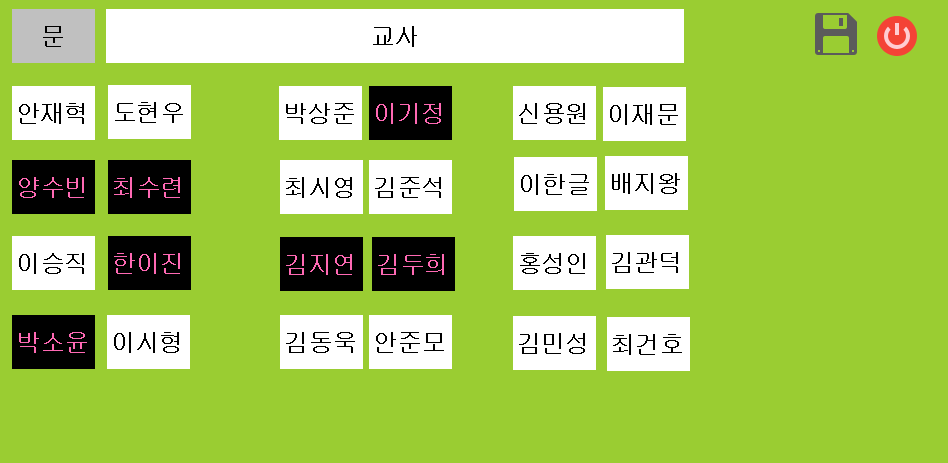 문 교사
안재혁 도현우 박상준 이기정 신용원 이재문
양수빈 최수련 최시영 김준석 이한글 배지왕
이승직 한이진 김지연 김두희 홍성인 김관덕
박소윤 이시형 김동욱 안준모 김민성 최건호